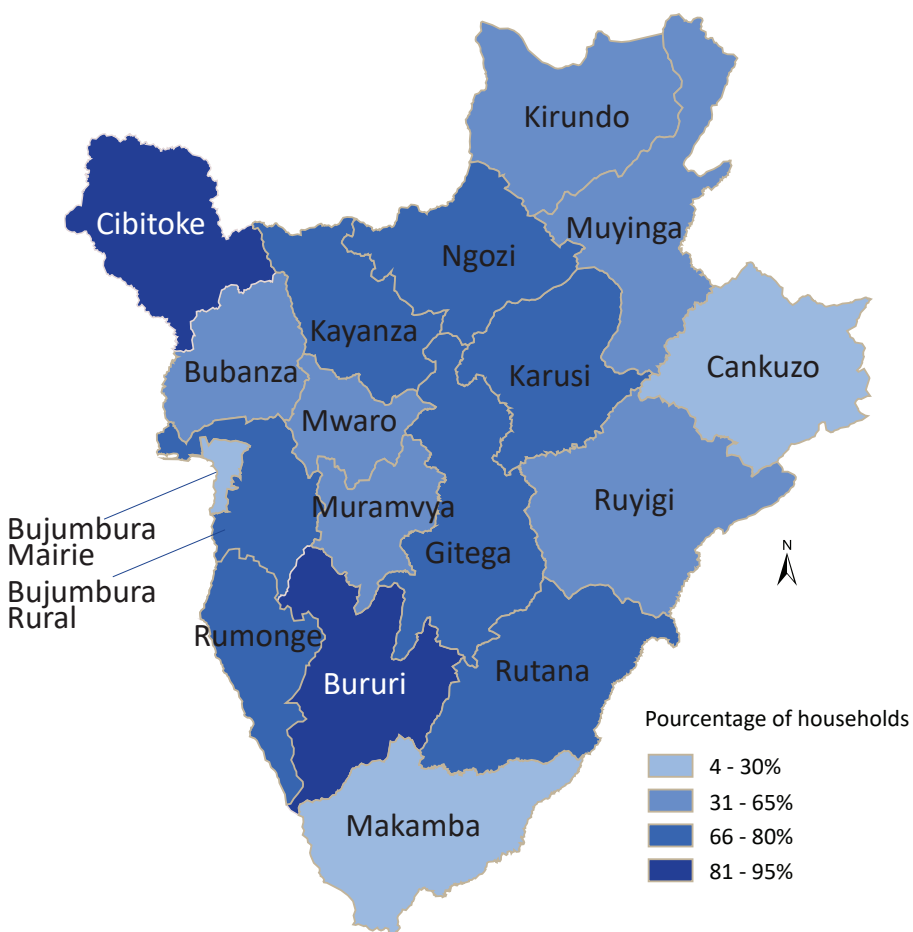 Kirundo
Cibitoke
Muyinga
Ngozi
Kayanza
Cankuzo
Bubanza
Karusi
Mwaro
Ruyigi
Muramvya
Bujumbura
Mairie
Gitega
N
Bujumbura
Rural
Rumonge
Rutana
Bururi
Pourcentage of households
4 - 30%
31 - 65%
66 - 80%
81 - 95%
Makamba